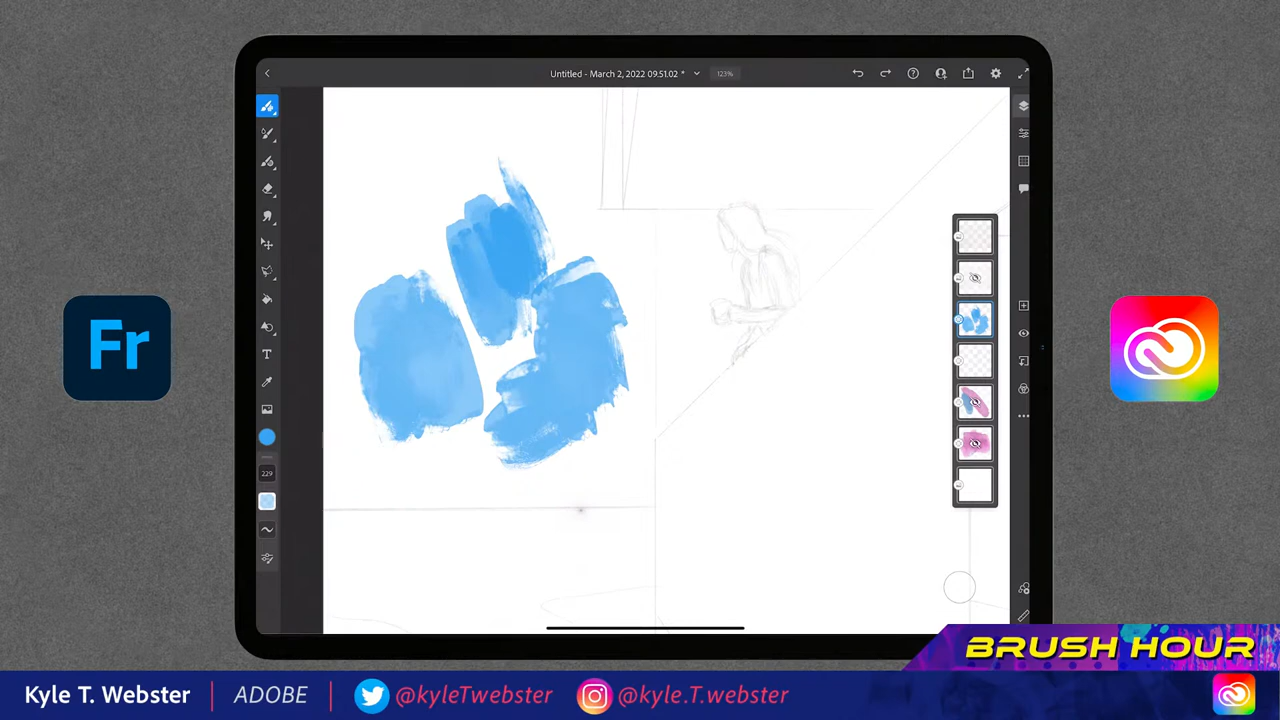 Untitled - March 2, 2022 09.51.02 *
123%
229
T
Fr
BRUSH HOUR
Kyle T. Webster | ADOBE | @kyleTwebster @kyle.T.webster